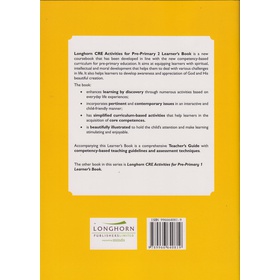 Longhorn CRE Activities for Pre-Primary 2 Learner's Book is a new
coursebook that has been developed in line with the new competency-based
curriculum for pre-primary education. It aims at equipping learners with spiritual,
intellectual and moral development that helps them to deal with various challenges
in life. It also helps learners to develop awareness and appreciation of God and His
beautiful creation.
The book:
• enhances learning by discovery through numerous activities based on
everyday life experiences;
• incorporates pertinent and contemporary issues in an interactive and
child-friendly manner;
• has simplified curriculum-based activities that help learners in the
acquisition of core competences.
• is beautifully illustrated to hold the child's attention and make learning
stimulating and enjoyable.
Accompanying this Learner's Book is a comprehensive Teacher's Guide with
competency-based teaching guidelines and assessment techniques.
The other book in this series is Longhorn CRE Activities for Pre-Primary 1
Learner's Book.
LONGHORN
PUBLISHERS